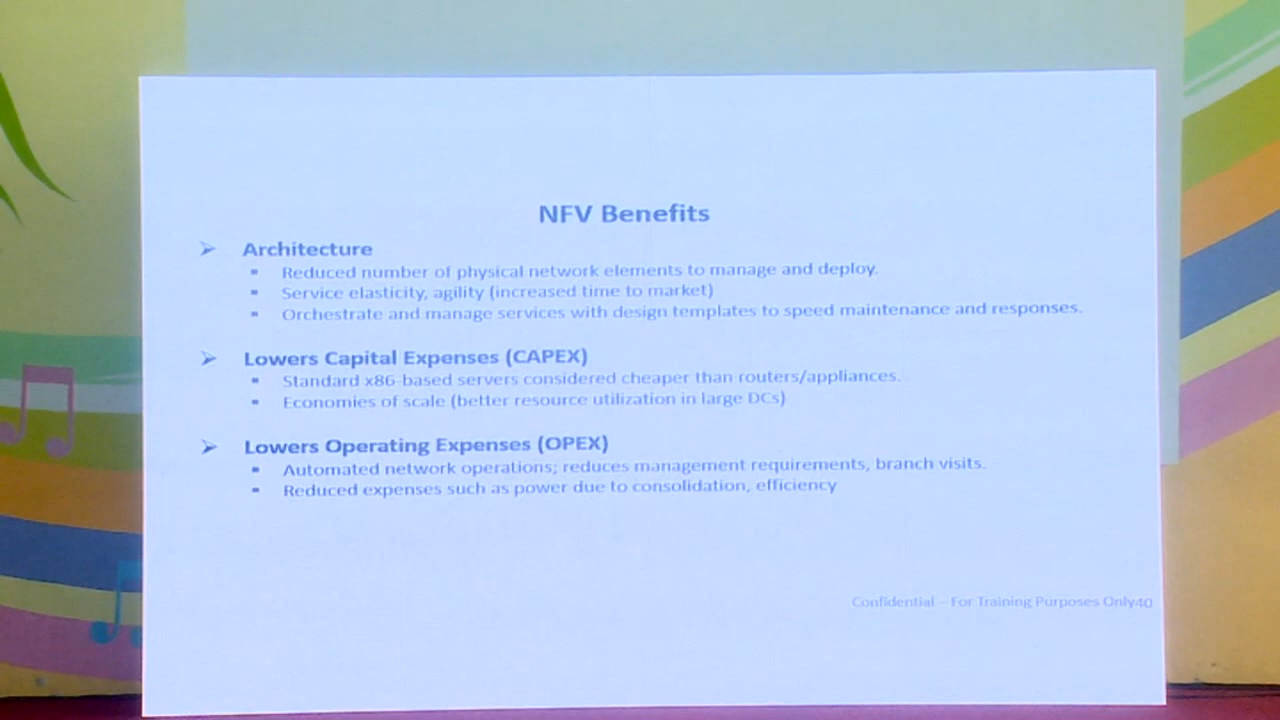 NFV Benefits
Architecture
Reduced number of physical network elements to manage and deploy.
Service elasticity, agility (increased time to market)
Orchestrate and manage services with design templates to speed maintenance and responses.
Lowers Capital Expenses (CAPEX)
Standard x86-based servers considered cheaper than routers/appliances.
Economies of scale (better resource utilization in large DCs)
Lowers Operating Expenses (OPEX)
Automated network operations; reduces management requirements, branch visits.
Reduced expenses such as power due to consolidation, efficiency
Confidential – For Training Purposes Only40